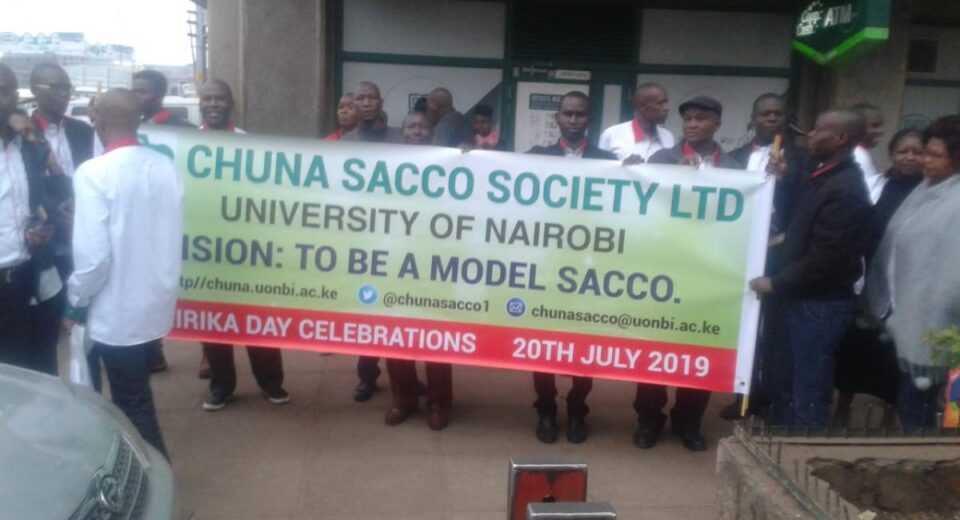 CHUNA SACCO SOCIETY LTD
UNIVERSITY OF NAIROBI
ISION: TO BE A MODEL SACCO.
tp//chuna.uonbi.ac.ke @chunasacco1 chunasacco@uonbi.ac.ke
IRIKA DAY CELEBRATIONS 20TH JULY 2019
ATM